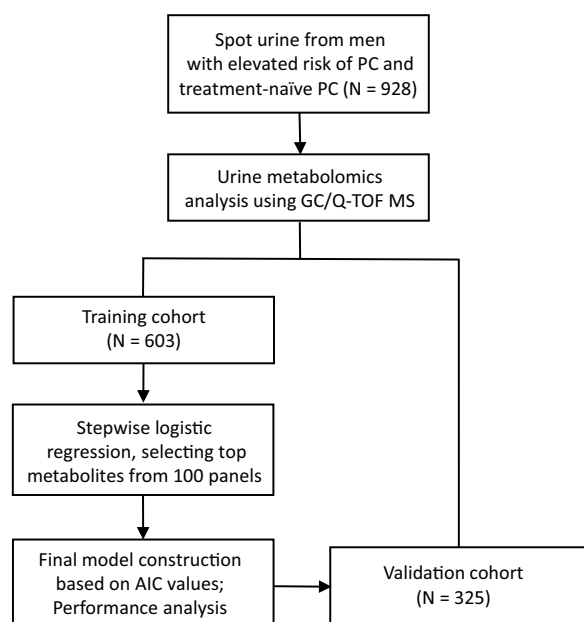 Spot urine from men
with elevated risk of PC and
treatment-naïve PC (N = 928)
Urine metabolomics
analysis using GC/Q-TOF MS
Training cohort
(N = 603)
Stepwise logistic
regression, selecting top
metabolites from 100 panels
Final model construction
based on AIC values;
Performance analysis
Validation cohort
(N = 325)